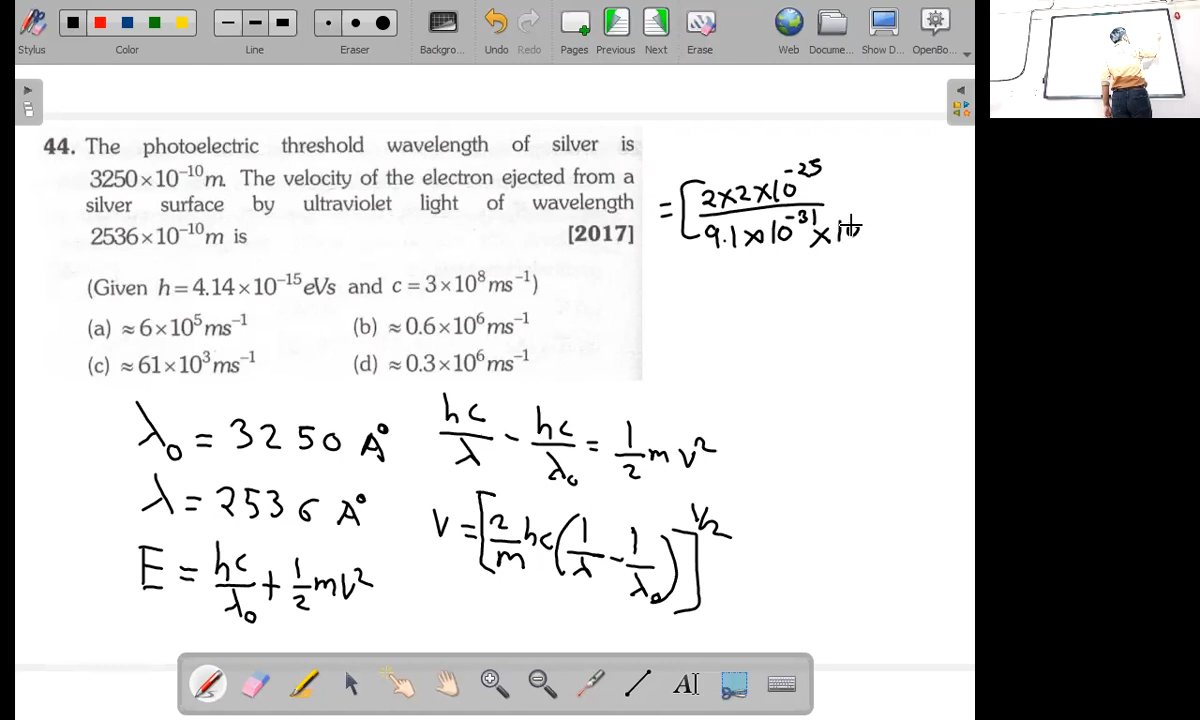 Stylus Color Line Eraser Backgro... Undo Redo Pages Previous Next Erase Web Docume... Show D... OpenBo...
44. The photoelectric threshold wavelength of silver is
3250×10⁻¹⁰m. The velocity of the electron ejected from a
silver surface by ultraviolet light of wavelength
2536×10⁻¹⁰m is [2017]
(Given h=4.14×10⁻¹⁵eVs and c=3×10⁸ms⁻¹)
(a) ≈6×10⁵ms⁻¹ (b) ≈0.6×10⁶ms⁻¹
(c) ≈61×10³ms⁻¹ (d) ≈0.3×10⁶ms⁻¹
= [2×2×10⁻²⁵
9.1×10⁻³¹×
λ₀ = 3250 A°
λ = 2536 A°
E = hc/λ₀ + 1/2 mv²
hc/λ - hc/λ₀ = 1/2 mv²
V = [2/m hc(1/λ - 1/λ₀)]^1/2
AI